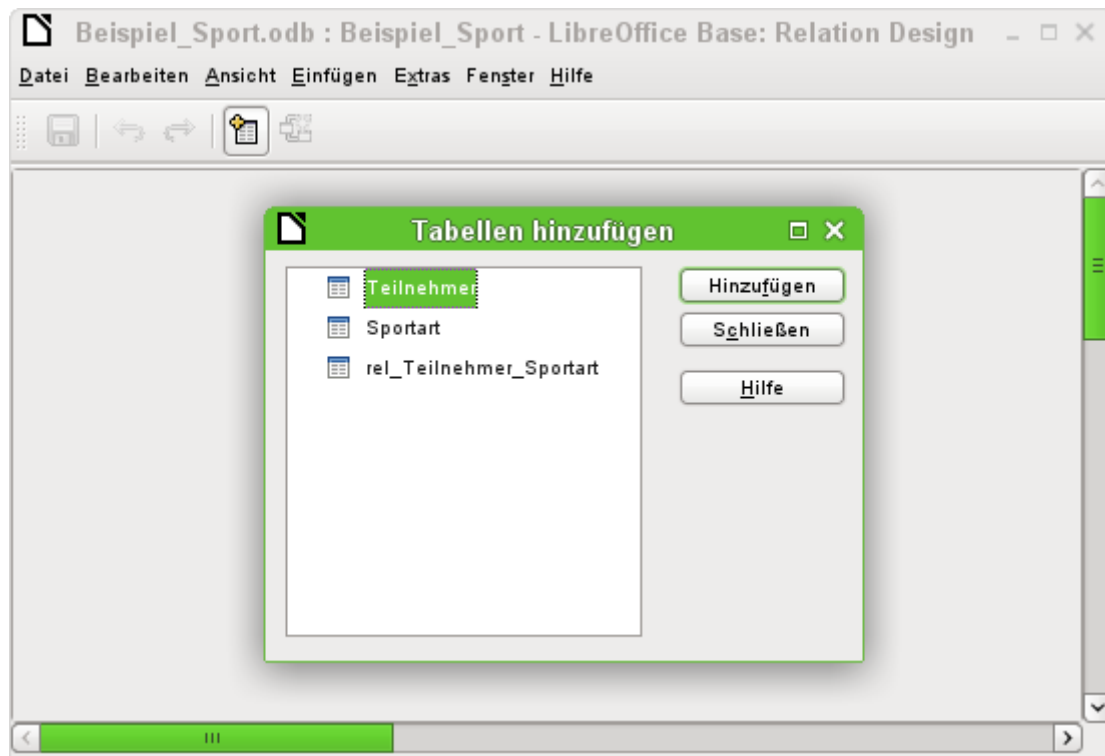 Beispiel_Sport.odb : Beispiel_Sport - LibreOffice Base: Relation Design
Datei Bearbeiten Ansicht Einfügen Extras Fenster Hilfe
Tabellen hinzufügen
Teilnehmer
Hinzufügen
Sportart
Schließen
rel_Teilnehmer_Sportart
Hilfe